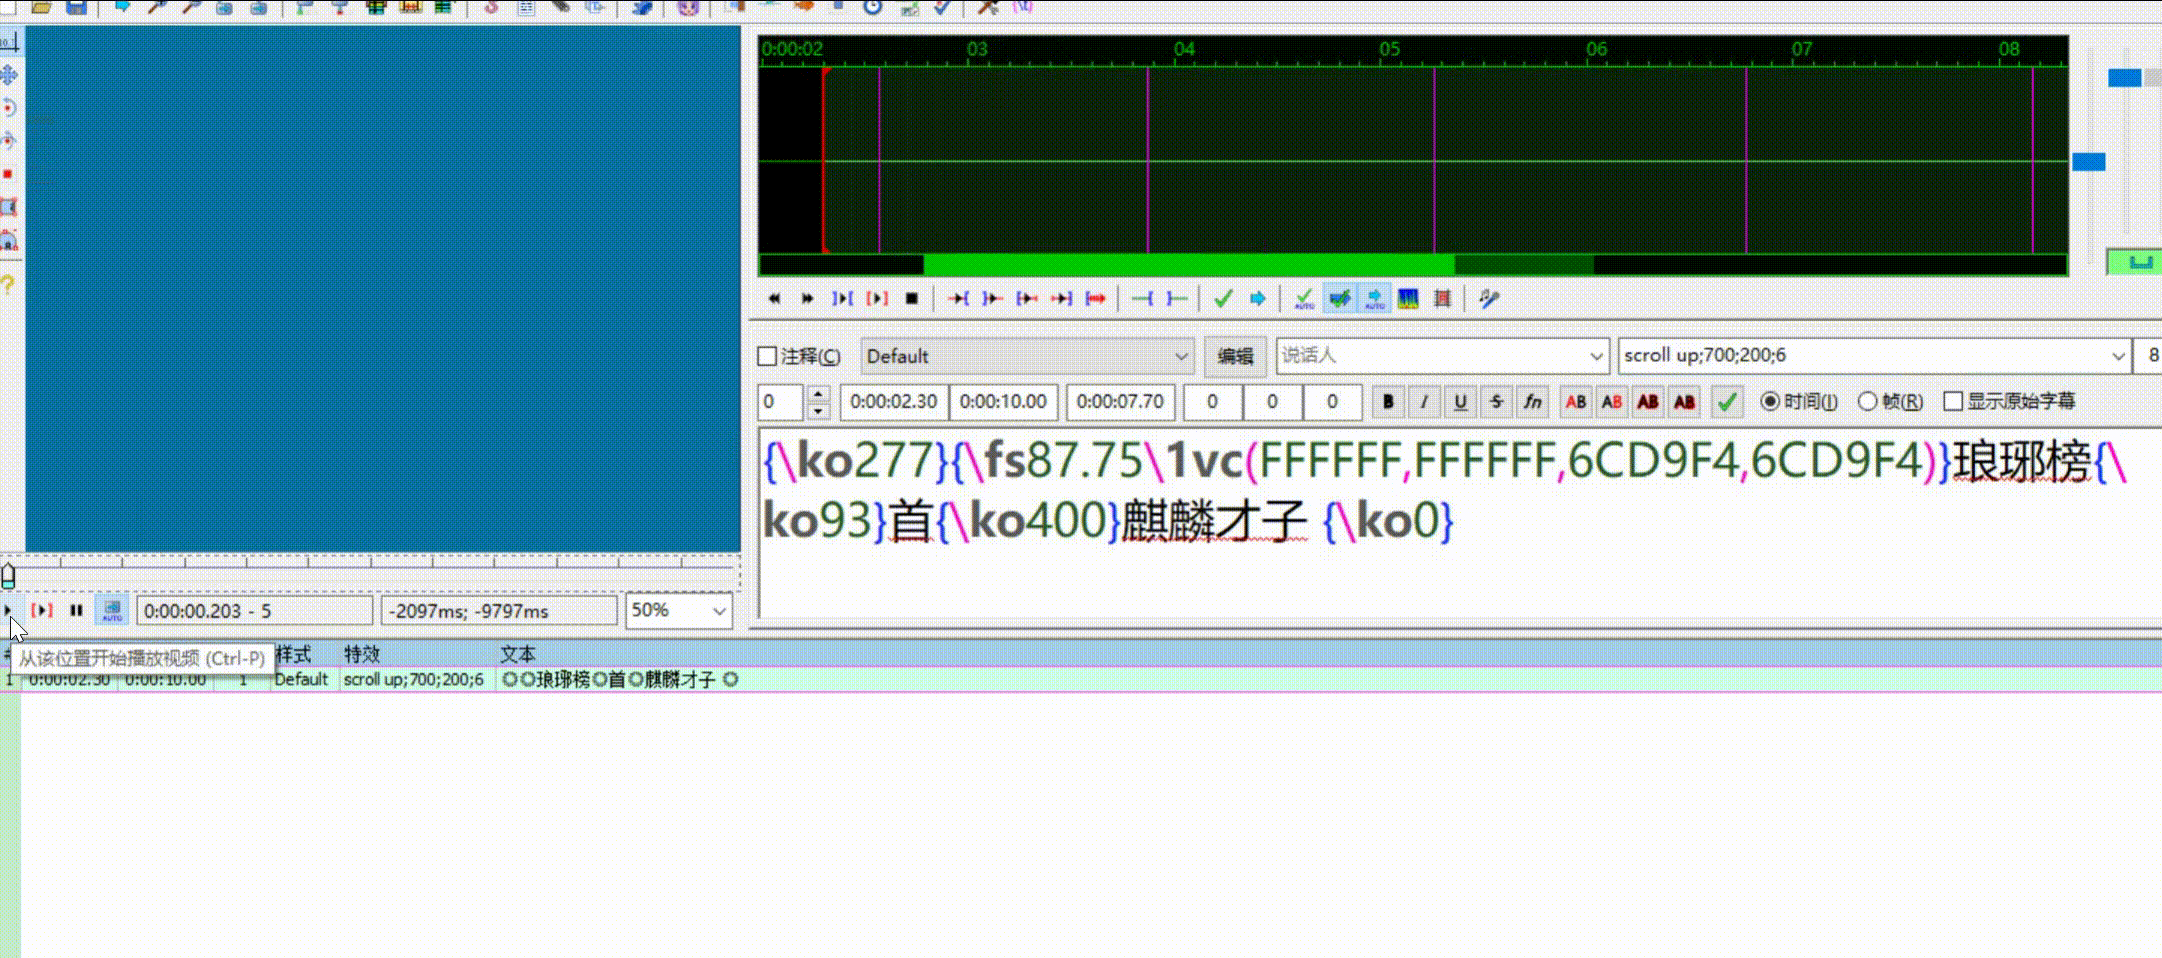 0:00:02 03 04 05 06 07 08
注释(C) Default 编辑 说话人 scroll up;700;200;6 8
0 0:00:02.30 0:00:10.00 0:00:07.70 0 0 0 B I U S fn AB AB AB AB 时间(I) 帧(R) 显示原始字幕
{\ko277}{\fs87.75\1vc(FFFFFF,FFFFFF,6CD9F4,6CD9F4)}琅琊榜{\
ko93}首{\ko400}麒麟才子 {\ko0}
AUTO 0:00:00.203 - 5 -2097ms; -9797ms 50%
从该位置开始播放视频 (Ctrl-P) 样式 特效 文本
1 0:00:02.30 0:00:10.00 1 Default scroll up;700;200;6 琅琊榜首麒麟才子